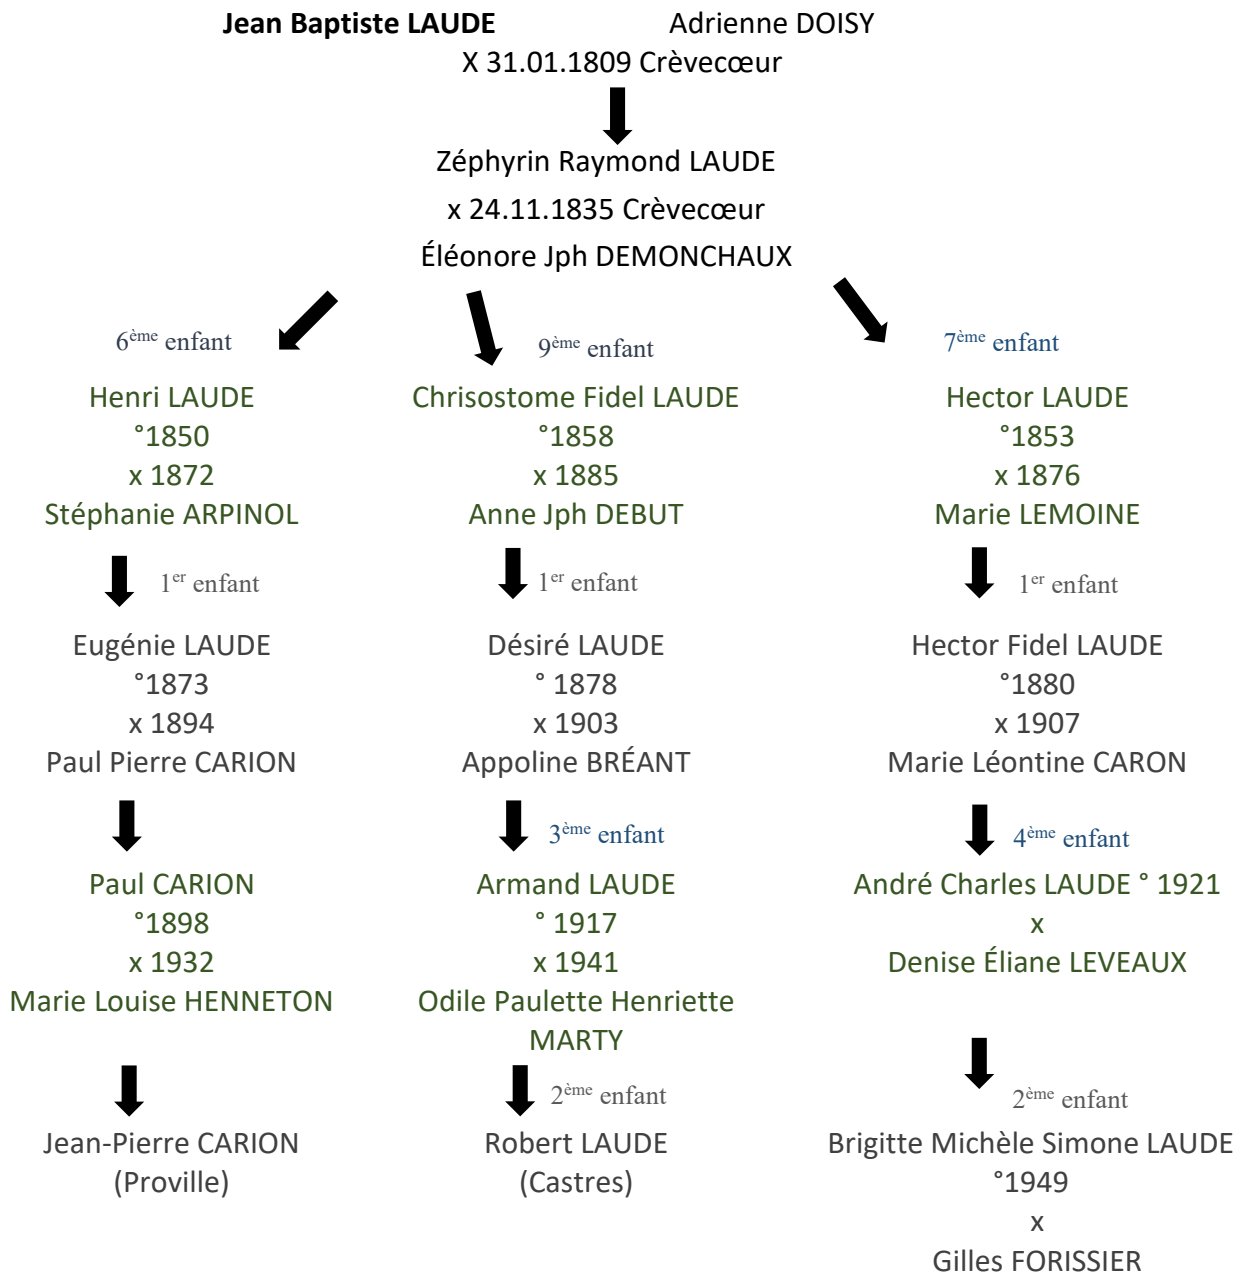 Jean Baptiste LAUDE Adrienne DOISY
X 31.01.1809 Crèvecœur
Zéphyrin Raymond LAUDE
x 24.11.1835 Crèvecœur
Éléonore Jph DEMONCHAUX
6ème enfant
Henri LAUDE
°1850
x 1872
Stéphanie ARPINOL
1er enfant
Eugénie LAUDE
°1873
x 1894
Paul Pierre CARION
Paul CARION
°1898
x 1932
Marie Louise HENNETON
Jean-Pierre CARION
(Proville)
9ème enfant
Chrisostome Fidel LAUDE
°1858
x 1885
Anne Jph DEBUT
1er enfant
Désiré LAUDE
° 1878
x 1903
Appoline BRÉANT
3ème enfant
Armand LAUDE
° 1917
x 1941
Odile Paulette Henriette
MARTY
2ème enfant
Robert LAUDE
(Castres)
7ème enfant
Hector LAUDE
°1853
x 1876
Marie LEMOINE
1er enfant
Hector Fidel LAUDE
°1880
x 1907
Marie Léontine CARON
4ème enfant
André Charles LAUDE ° 1921
x
Denise Éliane LEVEAUX
2ème enfant
Brigitte Michèle Simone LAUDE
°1949
x
Gilles FORISSIER